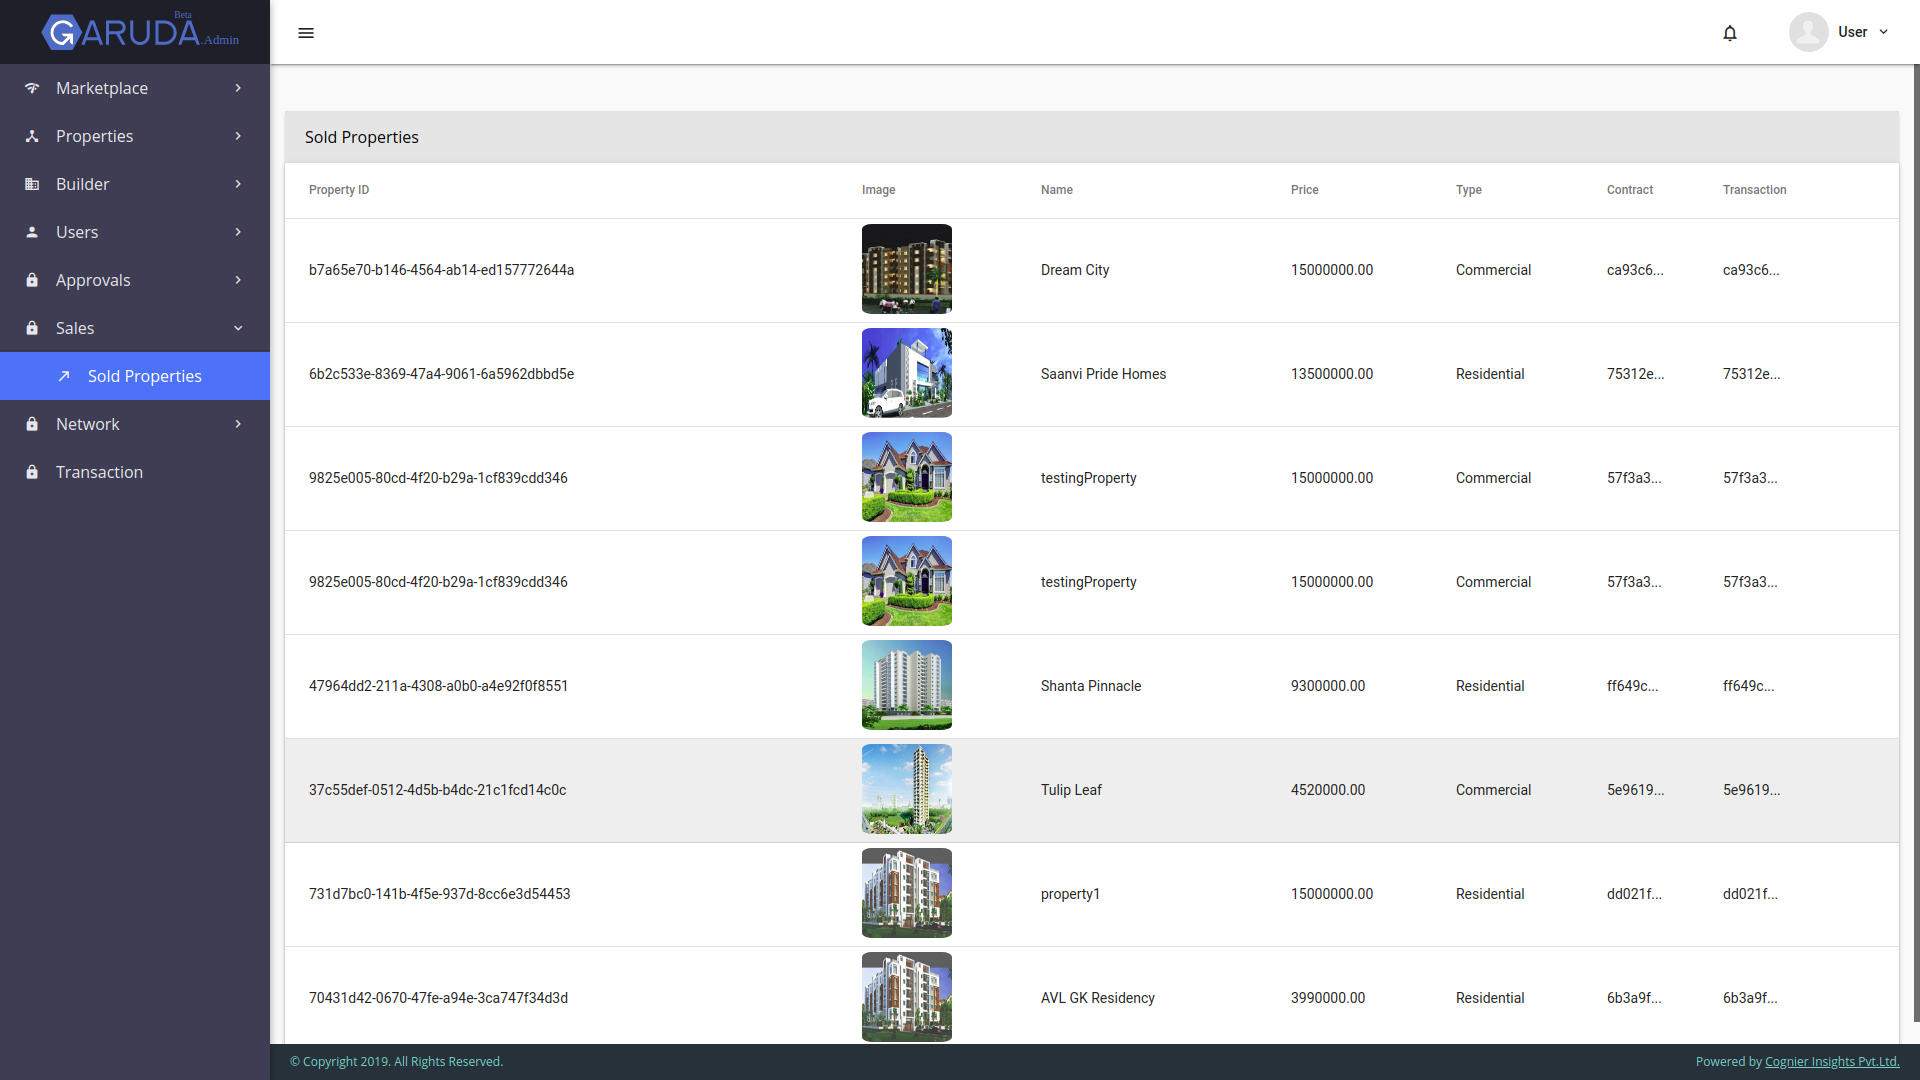 Beta
GARUDA.Admin
User
Marketplace
Properties
Builder
Users
Approvals
Sales
Sold Properties
Network
Transaction
Sold Properties
Property ID Image Name Price Type Contract Transaction
b7a65e70-b146-4564-ab14-ed157772644a Dream City 15000000.00 Commercial ca93c6... ca93c6...
6b2c533e-8369-47a4-9061-6a5962dbbd5e Saanvi Pride Homes 13500000.00 Residential 75312e... 75312e...
9825e005-80cd-4f20-b29a-1cf839cdd346 testingProperty 15000000.00 Commercial 57f3a3... 57f3a3...
9825e005-80cd-4f20-b29a-1cf839cdd346 testingProperty 15000000.00 Commercial 57f3a3... 57f3a3...
47964dd2-211a-4308-a0b0-a4e92f0f8551 Shanta Pinnacle 9300000.00 Residential ff649c... ff649c...
37c55def-0512-4d5b-b4dc-21c1fcd14c0c Tulip Leaf 4520000.00 Commercial 5e9619... 5e9619...
731d7bc0-141b-4f5e-937d-8cc6e3d54453 property1 15000000.00 Residential dd021f... dd021f...
70431d42-0670-47fe-a94e-3ca747f34d3d AVL GK Residency 3990000.00 Residential 6b3a9f... 6b3a9f...
© Copyright 2019. All Rights Reserved. Powered by Cognier Insights Pvt.Ltd.